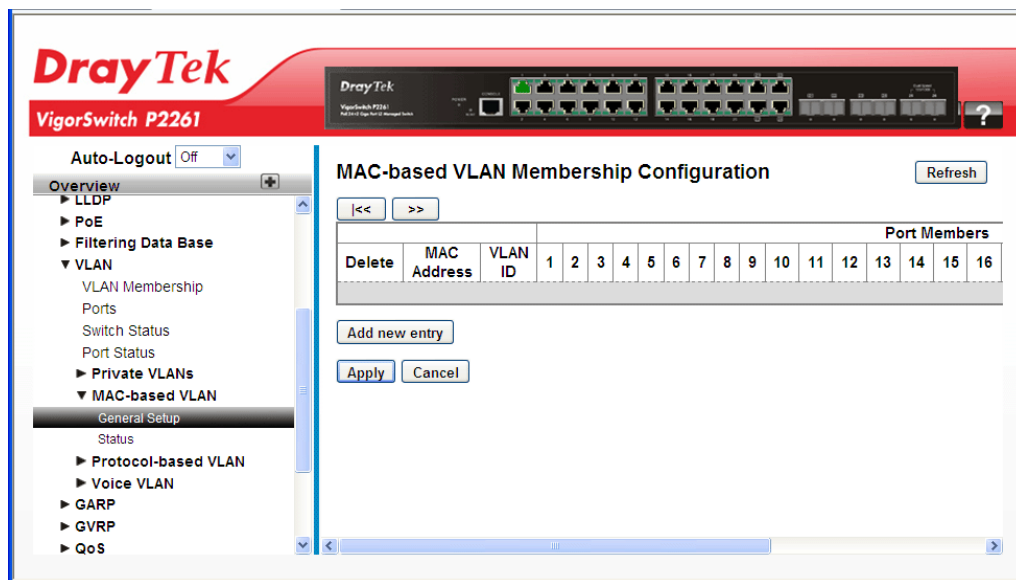 DrayTek
VigorSwitch P2261
DrayTek
VigorSwitch P2261
?
Auto-Logout Off
Overview
LLDP
PoE
Filtering Data Base
VLAN
VLAN Membership
Ports
Switch Status
Port Status
Private VLANs
MAC-based VLAN
General Setup
Status
Protocol-based VLAN
Voice VLAN
GARP
GVRP
QoS
MAC-based VLAN Membership Configuration
Refresh
|<< >>
Port Members
Delete MAC Address VLAN ID 1 2 3 4 5 6 7 8 9 10 11 12 13 14 15 16
Add new entry
Apply Cancel